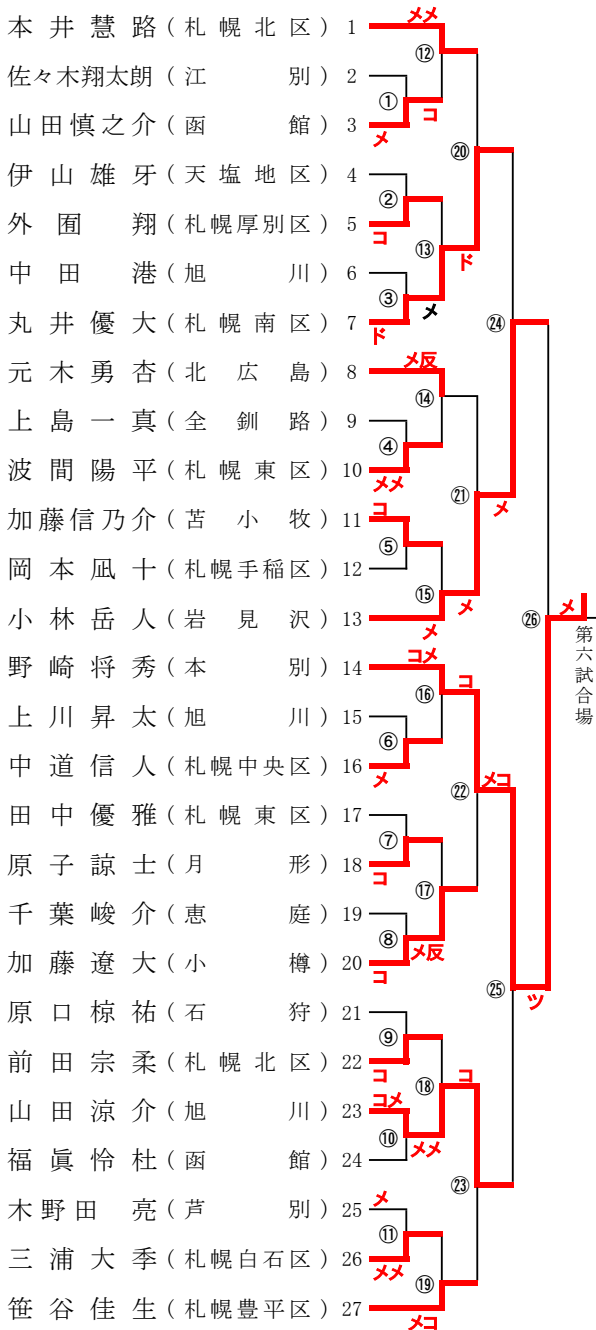 本井慧路(札幌北区) 1
佐々木翔太朗(江別) 2
山田慎之介(函館) 3
伊山雄牙(天塩地区) 4
外囿翔(札幌厚別区) 5
中田港(旭川) 6
丸井優大(札幌南区) 7
元木勇杏(北広島) 8
上島一真(全釧路) 9
波間陽平(札幌東区) 10
加藤信乃介(苫小牧) 11
岡本凪十(札幌手稲区) 12
小林岳人(岩見沢) 13
野崎将秀(本別) 14
上川昇太(旭川) 15
中道信人(札幌中央区) 16
田中優雅(札幌東区) 17
原子諒士(月形) 18
千葉峻介(恵庭) 19
加藤遼大(小樽) 20
原口椋祐(石狩) 21
前田宗柔(札幌北区) 22
山田涼介(旭川) 23
福眞怜杜(函館) 24
木野田亮(芦別) 25
三浦大季(札幌白石区) 26
笹谷佳生(札幌豊平区) 27
メメ
①
メ
コ
②
コ
③
ド
メ
④
メメ
⑤
コ
⑥
メ
⑦
コ
⑧
コ
メ反
⑨
コ
⑩
コメ
メメ
⑪
メ
メメ
⑫
⑬
ド
⑭
メ反
⑮
メ
メ
⑯
コメ
コ
⑰
⑱
コ
⑲
メコ
⑳
㉑
メ
㉒
メコ
㉓
㉔
㉕
ツ
㉖
メ
第六試合場